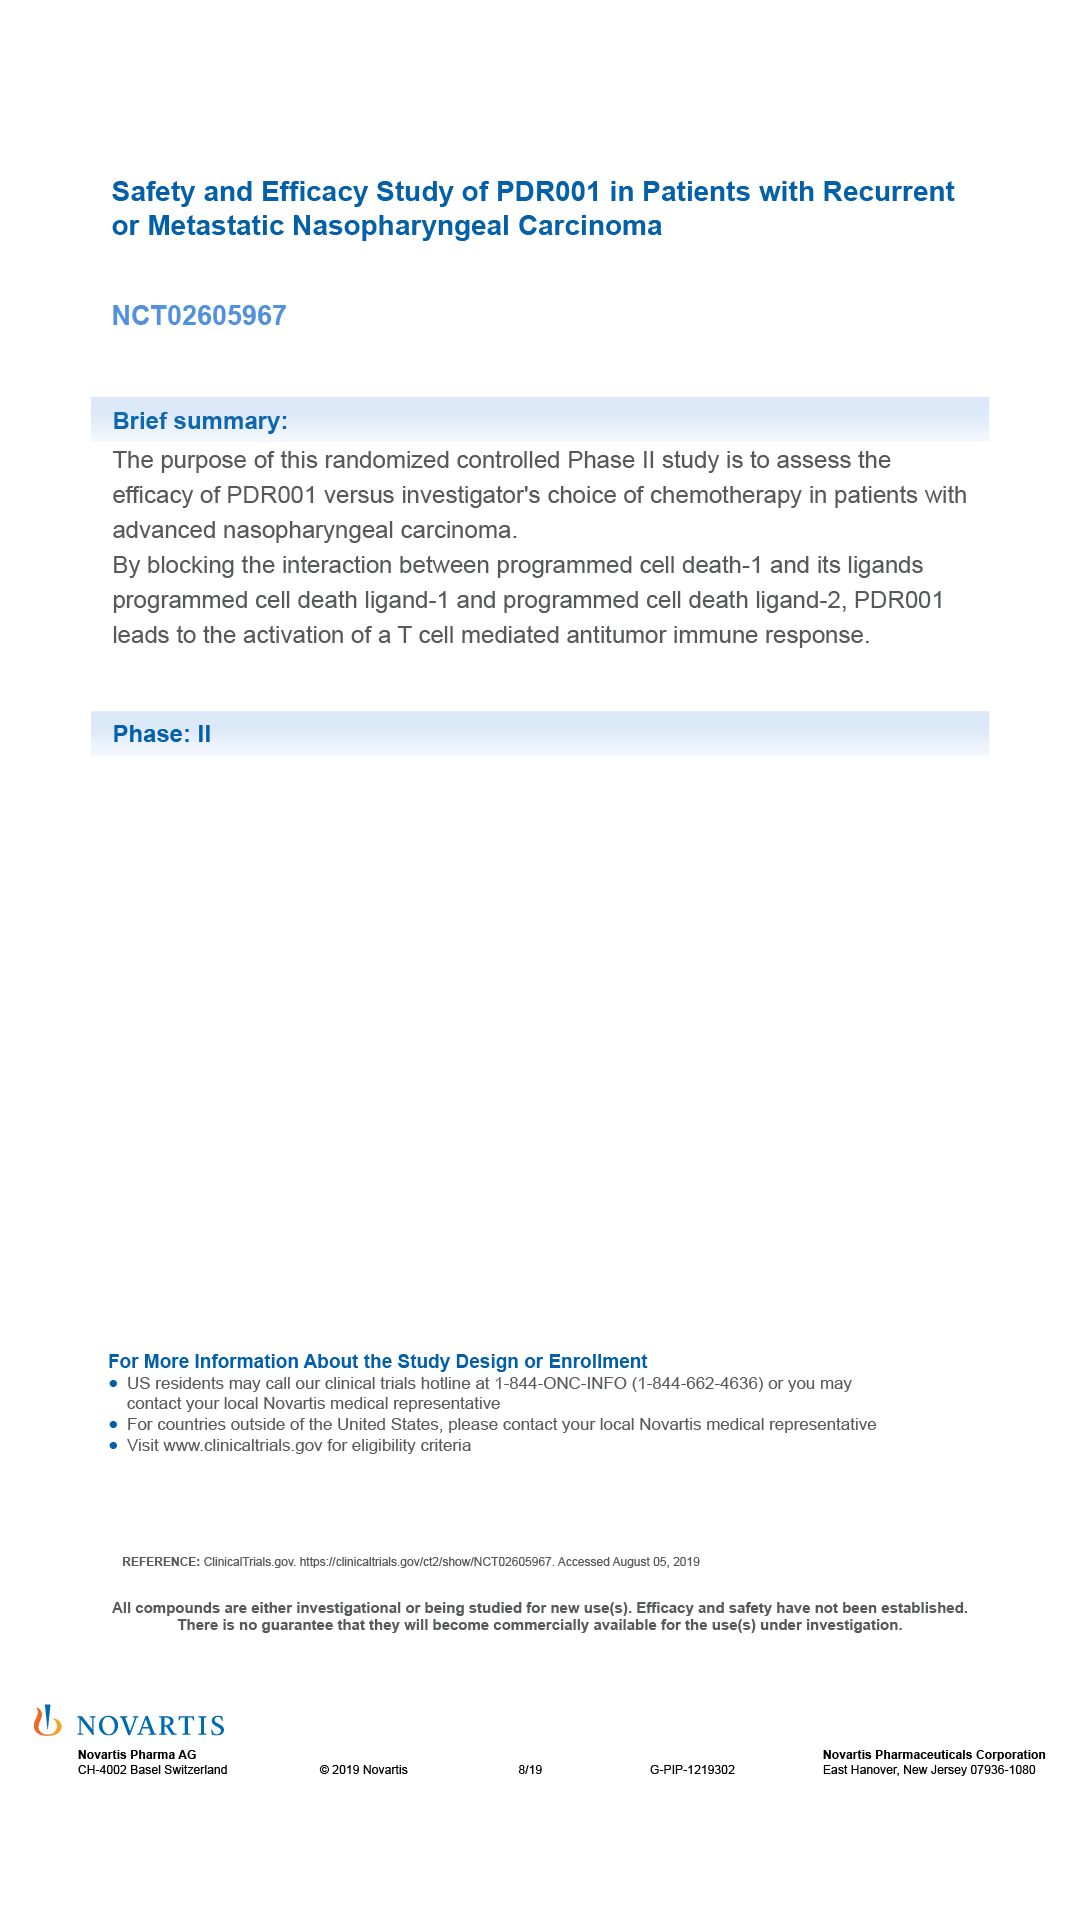 Safety and Efficacy Study of PDR001 in Patients with Recurrent
or Metastatic Nasopharyngeal Carcinoma
NCT02605967
Brief summary:
The purpose of this randomized controlled Phase II study is to assess the
efficacy of PDR001 versus investigator's choice of chemotherapy in patients with
advanced nasopharyngeal carcinoma.
By blocking the interaction between programmed cell death-1 and its ligands
programmed cell death ligand-1 and programmed cell death ligand-2, PDR001
leads to the activation of a T cell mediated antitumor immune response.
Phase: II
For More Information About the Study Design or Enrollment
● US residents may call our clinical trials hotline at 1-844-ONC-INFO (1-844-662-4636) or you may
contact your local Novartis medical representative
● For countries outside of the United States, please contact your local Novartis medical representative
● Visit www.clinicaltrials.gov for eligibility criteria
REFERENCE: ClinicalTrials.gov. https://clinicaltrials.gov/ct2/show/NCT02605967. Accessed August 05, 2019
All compounds are either investigational or being studied for new use(s). Efficacy and safety have not been established.
There is no guarantee that they will become commercially available for the use(s) under investigation.
NOVARTIS
Novartis Pharma AG Novartis Pharmaceuticals Corporation
CH-4002 Basel Switzerland © 2019 Novartis 8/19 G-PIP-1219302 East Hanover, New Jersey 07936-1080